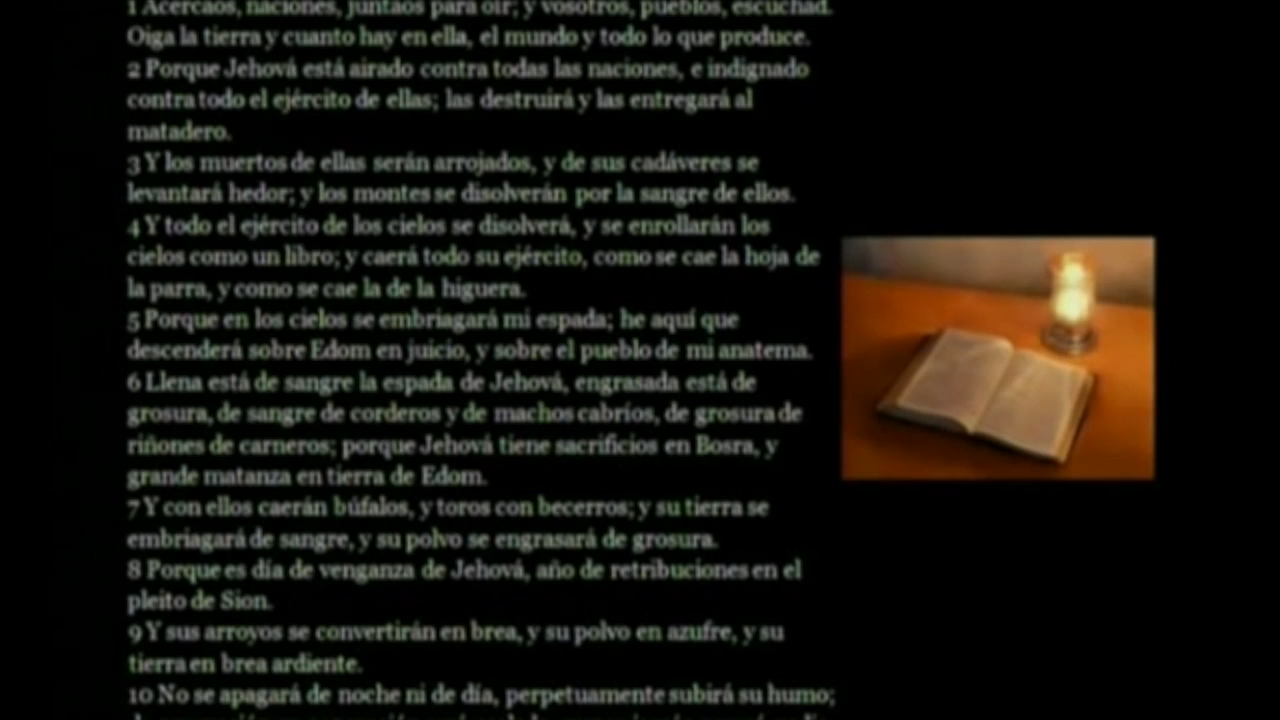 1 Acercaos, naciones, juntaos para oír; y vosotros, pueblos, escuchad.
Oiga la tierra y cuanto hay en ella, el mundo y todo lo que produce.
2 Porque Jehová está airado contra todas las naciones, e indignado
contra todo el ejército de ellas; las destruirá y las entregará al
matadero.
3 Y los muertos de ellas serán arrojados, y de sus cadáveres se
levantará hedor; y los montes se disolverán por la sangre de ellos.
4 Y todo el ejército de los cielos se disolverá, y se enrollarán los
cielos como un libro; y caerá todo su ejército, como se cae la hoja de
la parra, y como se cae la de la higuera.
5 Porque en los cielos se embriagará mi espada; he aquí que
descenderá sobre Edom en juicio, y sobre el pueblo de mi anatema.
6 Llena está de sangre la espada de Jehová, engrasada está de
grosura, de sangre de corderos y de machos cabríos, de grosura de
riñones de carneros; porque Jehová tiene sacrificios en Bosra, y
grande matanza en tierra de Edom.
7 Y con ellos caerán búfalos, y toros con becerros; y su tierra se
embriagará de sangre, y su polvo se engrasará de grosura.
8 Porque es día de venganza de Jehová, año de retribuciones en el
pleito de Sion.
9 Y sus arroyos se convertirán en brea, y su polvo en azufre, y su
tierra en brea ardiente.
10 No se apagará de noche ni de día, perpetuamente subirá su humo;